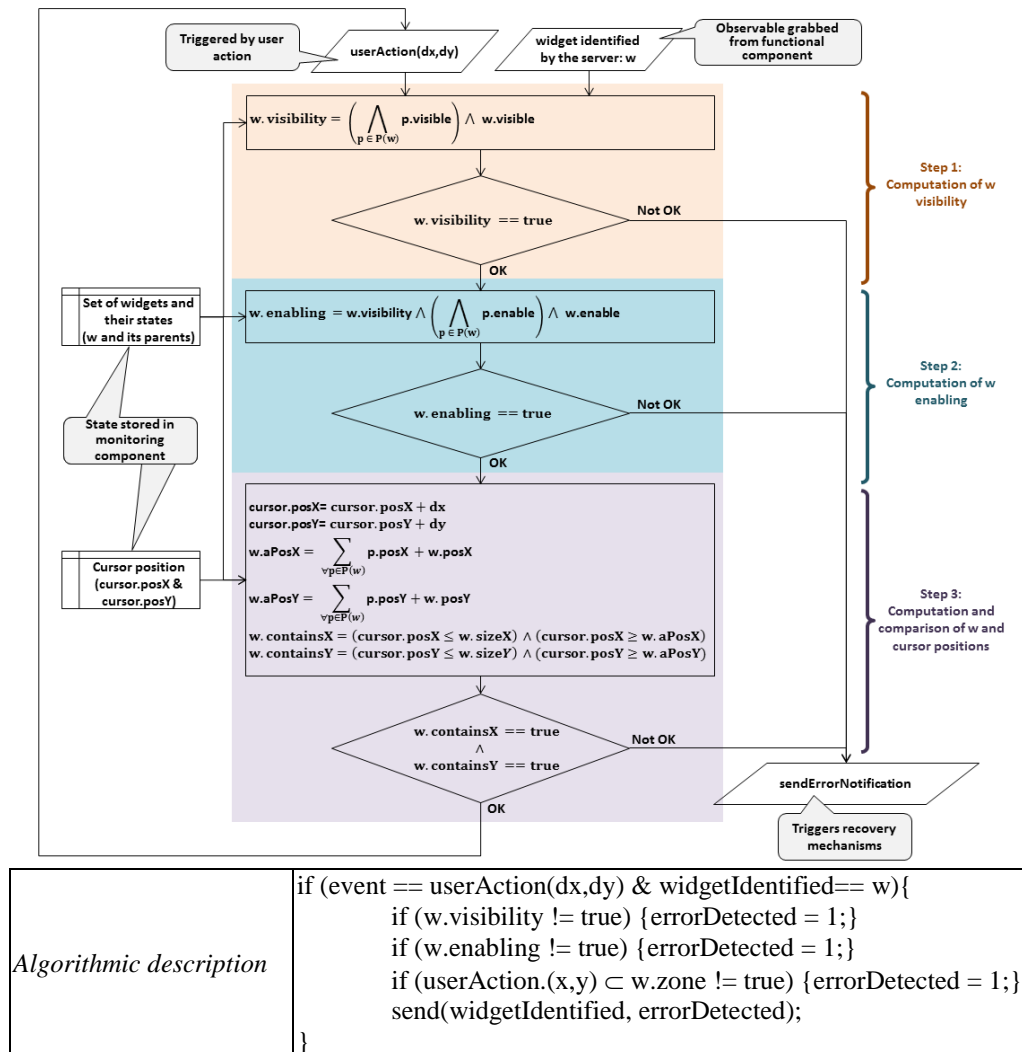 Triggered by user
action
userAction(dx,dy)
widget identified
by the server: w
Observable grabbed
from functional
component
w. visibility = ( ⋀ p ∈ P(w) p.visible ) ∧ w.visible
Step 1:
Computation of w
visibility
w. visibility == true
Not OK
OK
Set of widgets and
their states
(w and its parents)
w. enabling = w.visibility ∧ ( ⋀ p ∈ P(w) p.enable ) ∧ w.enable
Step 2:
Computation of w
enabling
w. enabling == true
Not OK
OK
State stored in
monitoring
component
Cursor position
(cursor.posX &
cursor.posY)
cursor.posX= cursor. posX + dx
cursor.posY= cursor. posY + dy
w.aPosX = ∑ ∀p∈P(w) p.posX + w.posX
w.aPosY = ∑ ∀p∈P(w) p.posY + w. posY
w. containsX = (cursor. posX ≤ w. sizeX) ∧ (cursor. posX ≥ w. aPosX)
w. containsY = (cursor. posY ≤ w. sizeY) ∧ (cursor. posY ≥ w. aPosY)
Step 3:
Computation and
comparison of w and
cursor positions
w. containsX == true
∧
w. containsY == true
Not OK
OK
sendErrorNotification
Triggers recovery
mechanisms
Algorithmic description
if (event == userAction(dx,dy) & widgetIdentified== w){
if (w.visibility != true) {errorDetected = 1;}
if (w.enabling != true) {errorDetected = 1;}
if (userAction.(x,y) ⊂ w.zone != true) {errorDetected = 1;}
send(widgetIdentified, errorDetected);
}